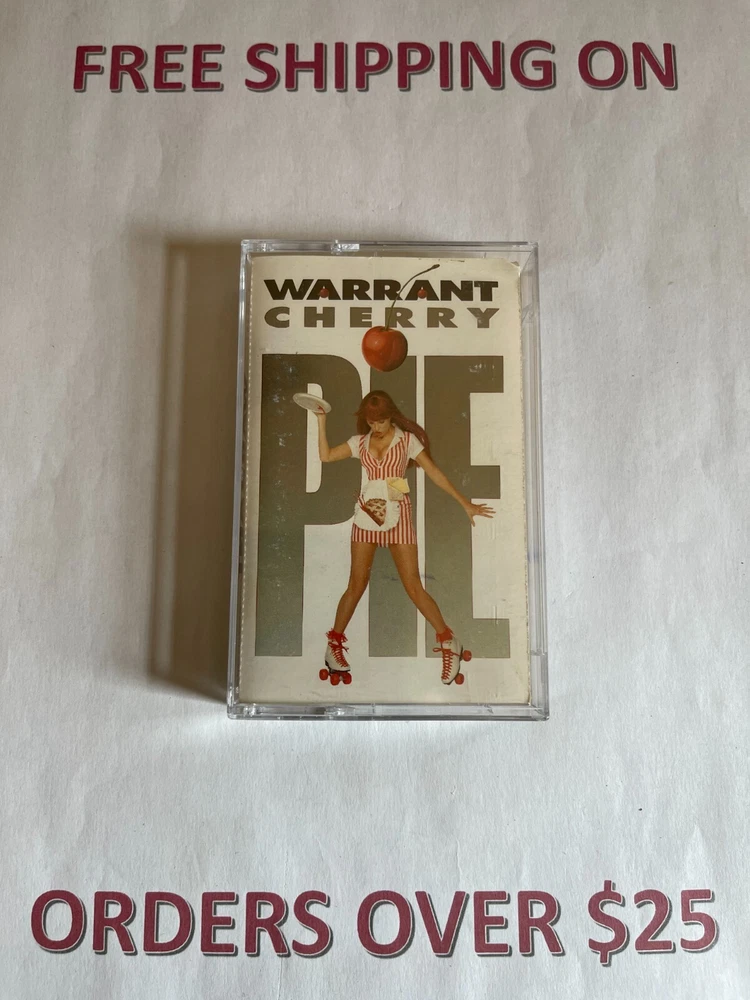 FREE SHIPPING ON
WARRANT
CHERRY
PIE
ORDERS OVER $25